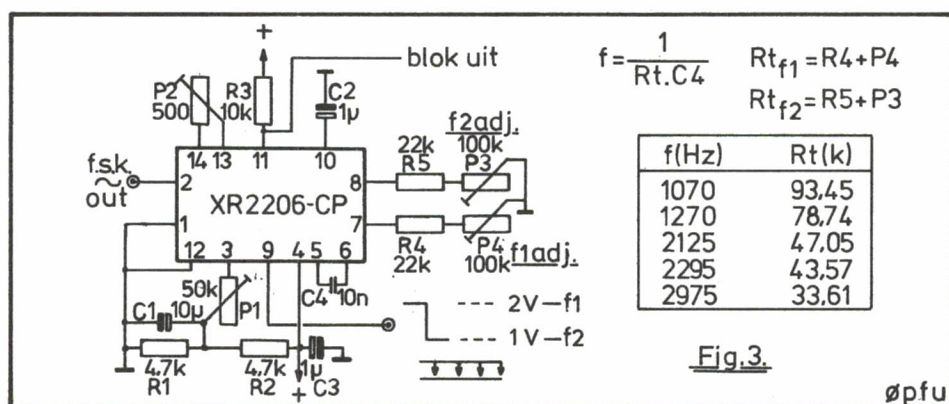 +
blok uit
P2
500
R3
10k
C2
1µ
14 13 11 10
f.s.k.
~
out
2
1
XR2206-CP
8
7
12 3 9 4 5 6
22k
R5
f2adj.
100k
P3
R4
22k
P4
100k
f1adj.
C1
10µ
50k
P1
C4
10n
4.7k
R1
4.7k
R2
1µ
C3
+
2V—f1
1V—f2
f= 1 / Rt.C4
Rtf1=R4+P4
Rtf2=R5+P3
f(Hz) Rt(k)
1070 93,45
1270 78,74
2125 47,05
2295 43,57
2975 33,61
Fig.3.
øpfu